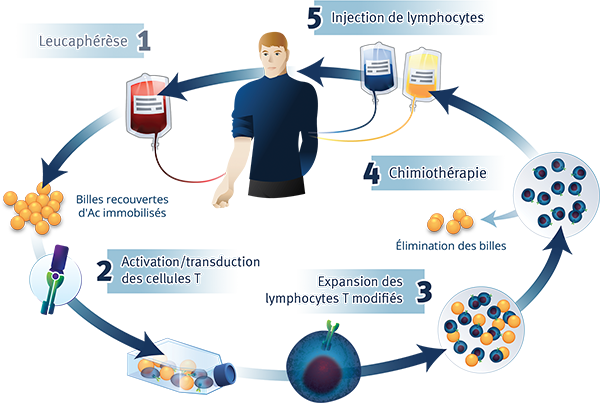 Leucaphérèse 1
5 Injection de lymphocytes
4 Chimiothérapie
Billes recouvertes
d'Ac immobilisés
Élimination des billes
2 Activation/transduction
des cellules T
Expansion des
lymphocytes T modifiés 3